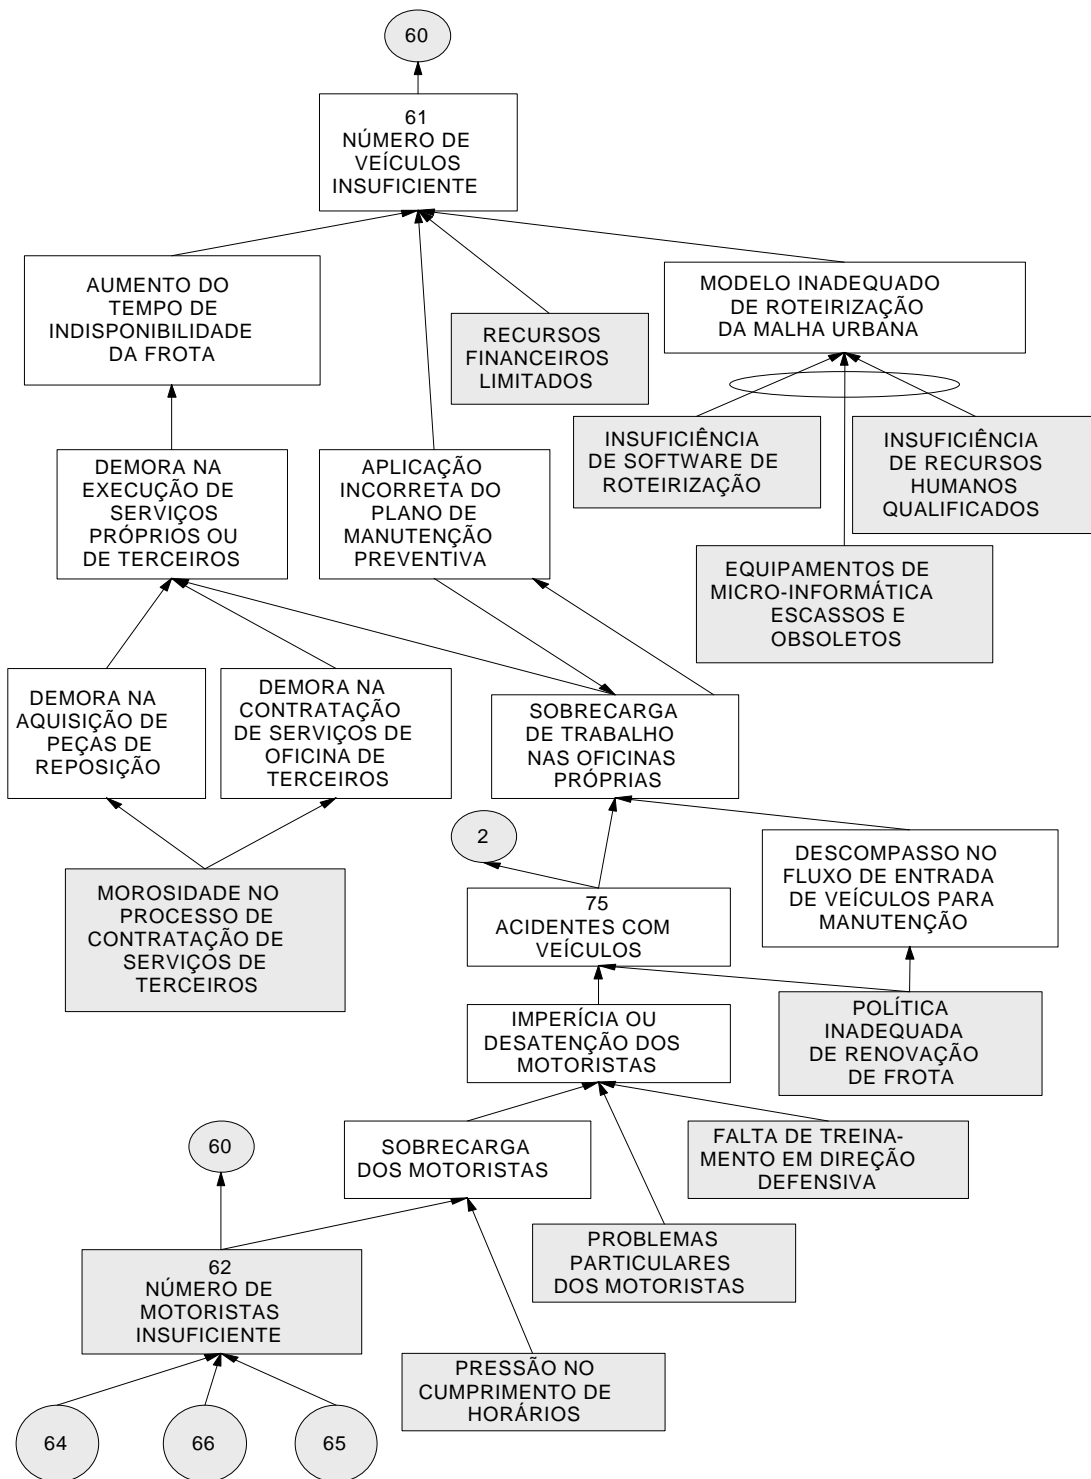 60
61
NÚMERO DE
VEÍCULOS
INSUFICIENTE
AUMENTO DO
TEMPO DE
INDISPONIBILIDADE
DA FROTA
RECURSOS
FINANCEIROS
LIMITADOS
MODELO INADEQUADO
DE ROTEIRIZAÇÃO
DA MALHA URBANA
DEMORA NA
EXECUÇÃO DE
SERVIÇOS
PRÓPRIOS OU
DE TERCEIROS
APLICAÇÃO
INCORRETA DO
PLANO DE
MANUTENÇÃO
PREVENTIVA
INSUFICIÊNCIA
DE SOFTWARE DE
ROTEIRIZAÇÃO
INSUFICIÊNCIA
DE RECURSOS
HUMANOS
QUALIFICADOS
EQUIPAMENTOS DE
MICRO-INFORMÁTICA
ESCASSOS E
OBSOLETOS
DEMORA NA
AQUISIÇÃO DE
PEÇAS DE
REPOSIÇÃO
DEMORA NA
CONTRATAÇÃO
DE SERVIÇOS DE
OFICINA DE
TERCEIROS
SOBRECARGA
DE TRABALHO
NAS OFICINAS
PRÓPRIAS
2
DESCOMPASSO NO
FLUXO DE ENTRADA
DE VEÍCULOS PARA
MANUTENÇÃO
MOROSIDADE NO
PROCESSO DE
CONTRATAÇÃO DE
SERVIÇOS DE
TERCEIROS
75
ACIDENTES COM
VEÍCULOS
POLÍTICA
INADEQUADA
DE RENOVAÇÃO
DE FROTA
IMPERÍCIA OU
DESATENÇÃO DOS
MOTORISTAS
60
SOBRECARGA
DOS MOTORISTAS
FALTA DE TREINA-
MENTO EM DIREÇÃO
DEFENSIVA
PROBLEMAS
PARTICULARES
DOS MOTORISTAS
62
NÚMERO DE
MOTORISTAS
INSUFICIENTE
PRESSÃO NO
CUMPRIMENTO DE
HORÁRIOS
64
66
65